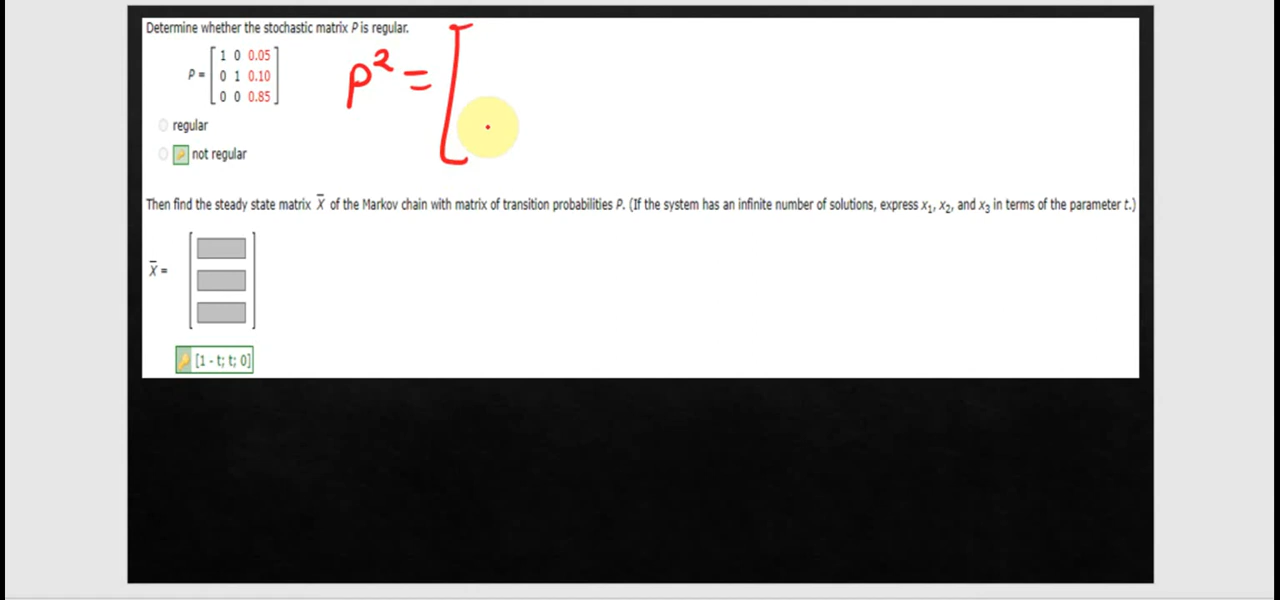 Determine whether the stochastic matrix P is regular.
P = [ 1 0 0.05
0 1 0.10
0 0 0.85 ]
P² = [
regular
not regular
Then find the steady state matrix X̅ of the Markov chain with matrix of transition probabilities P. (If the system has an infinite number of solutions, express x₁, x₂, and x₃ in terms of the parameter t.)
X̅ =
[1 - t; t; 0]